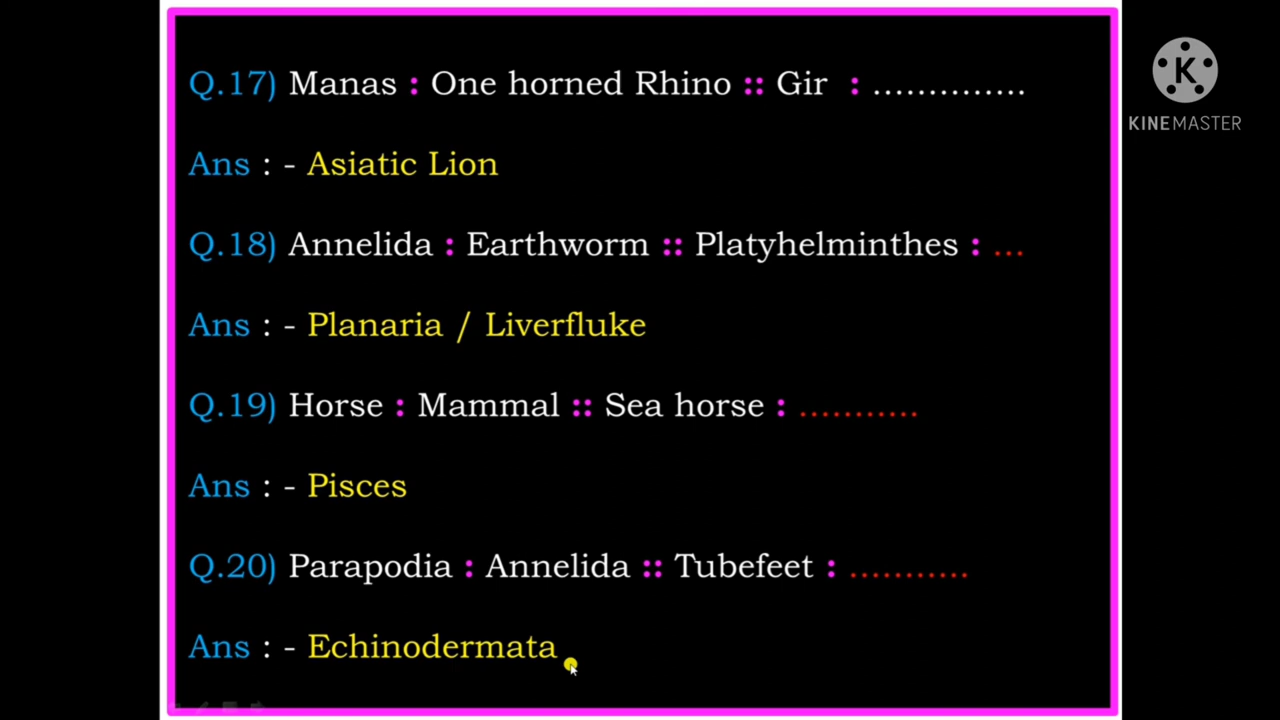 Q.17) Manas : One horned Rhino :: Gir : ..............
K
KINEMASTER
Ans : - Asiatic Lion
Q.18) Annelida : Earthworm :: Platyhelminthes : ...
Ans : - Planaria / Liverfluke
Q.19) Horse : Mammal :: Sea horse : ...........
Ans : - Pisces
Q.20) Parapodia : Annelida :: Tubefeet : ...........
Ans : - Echinodermata